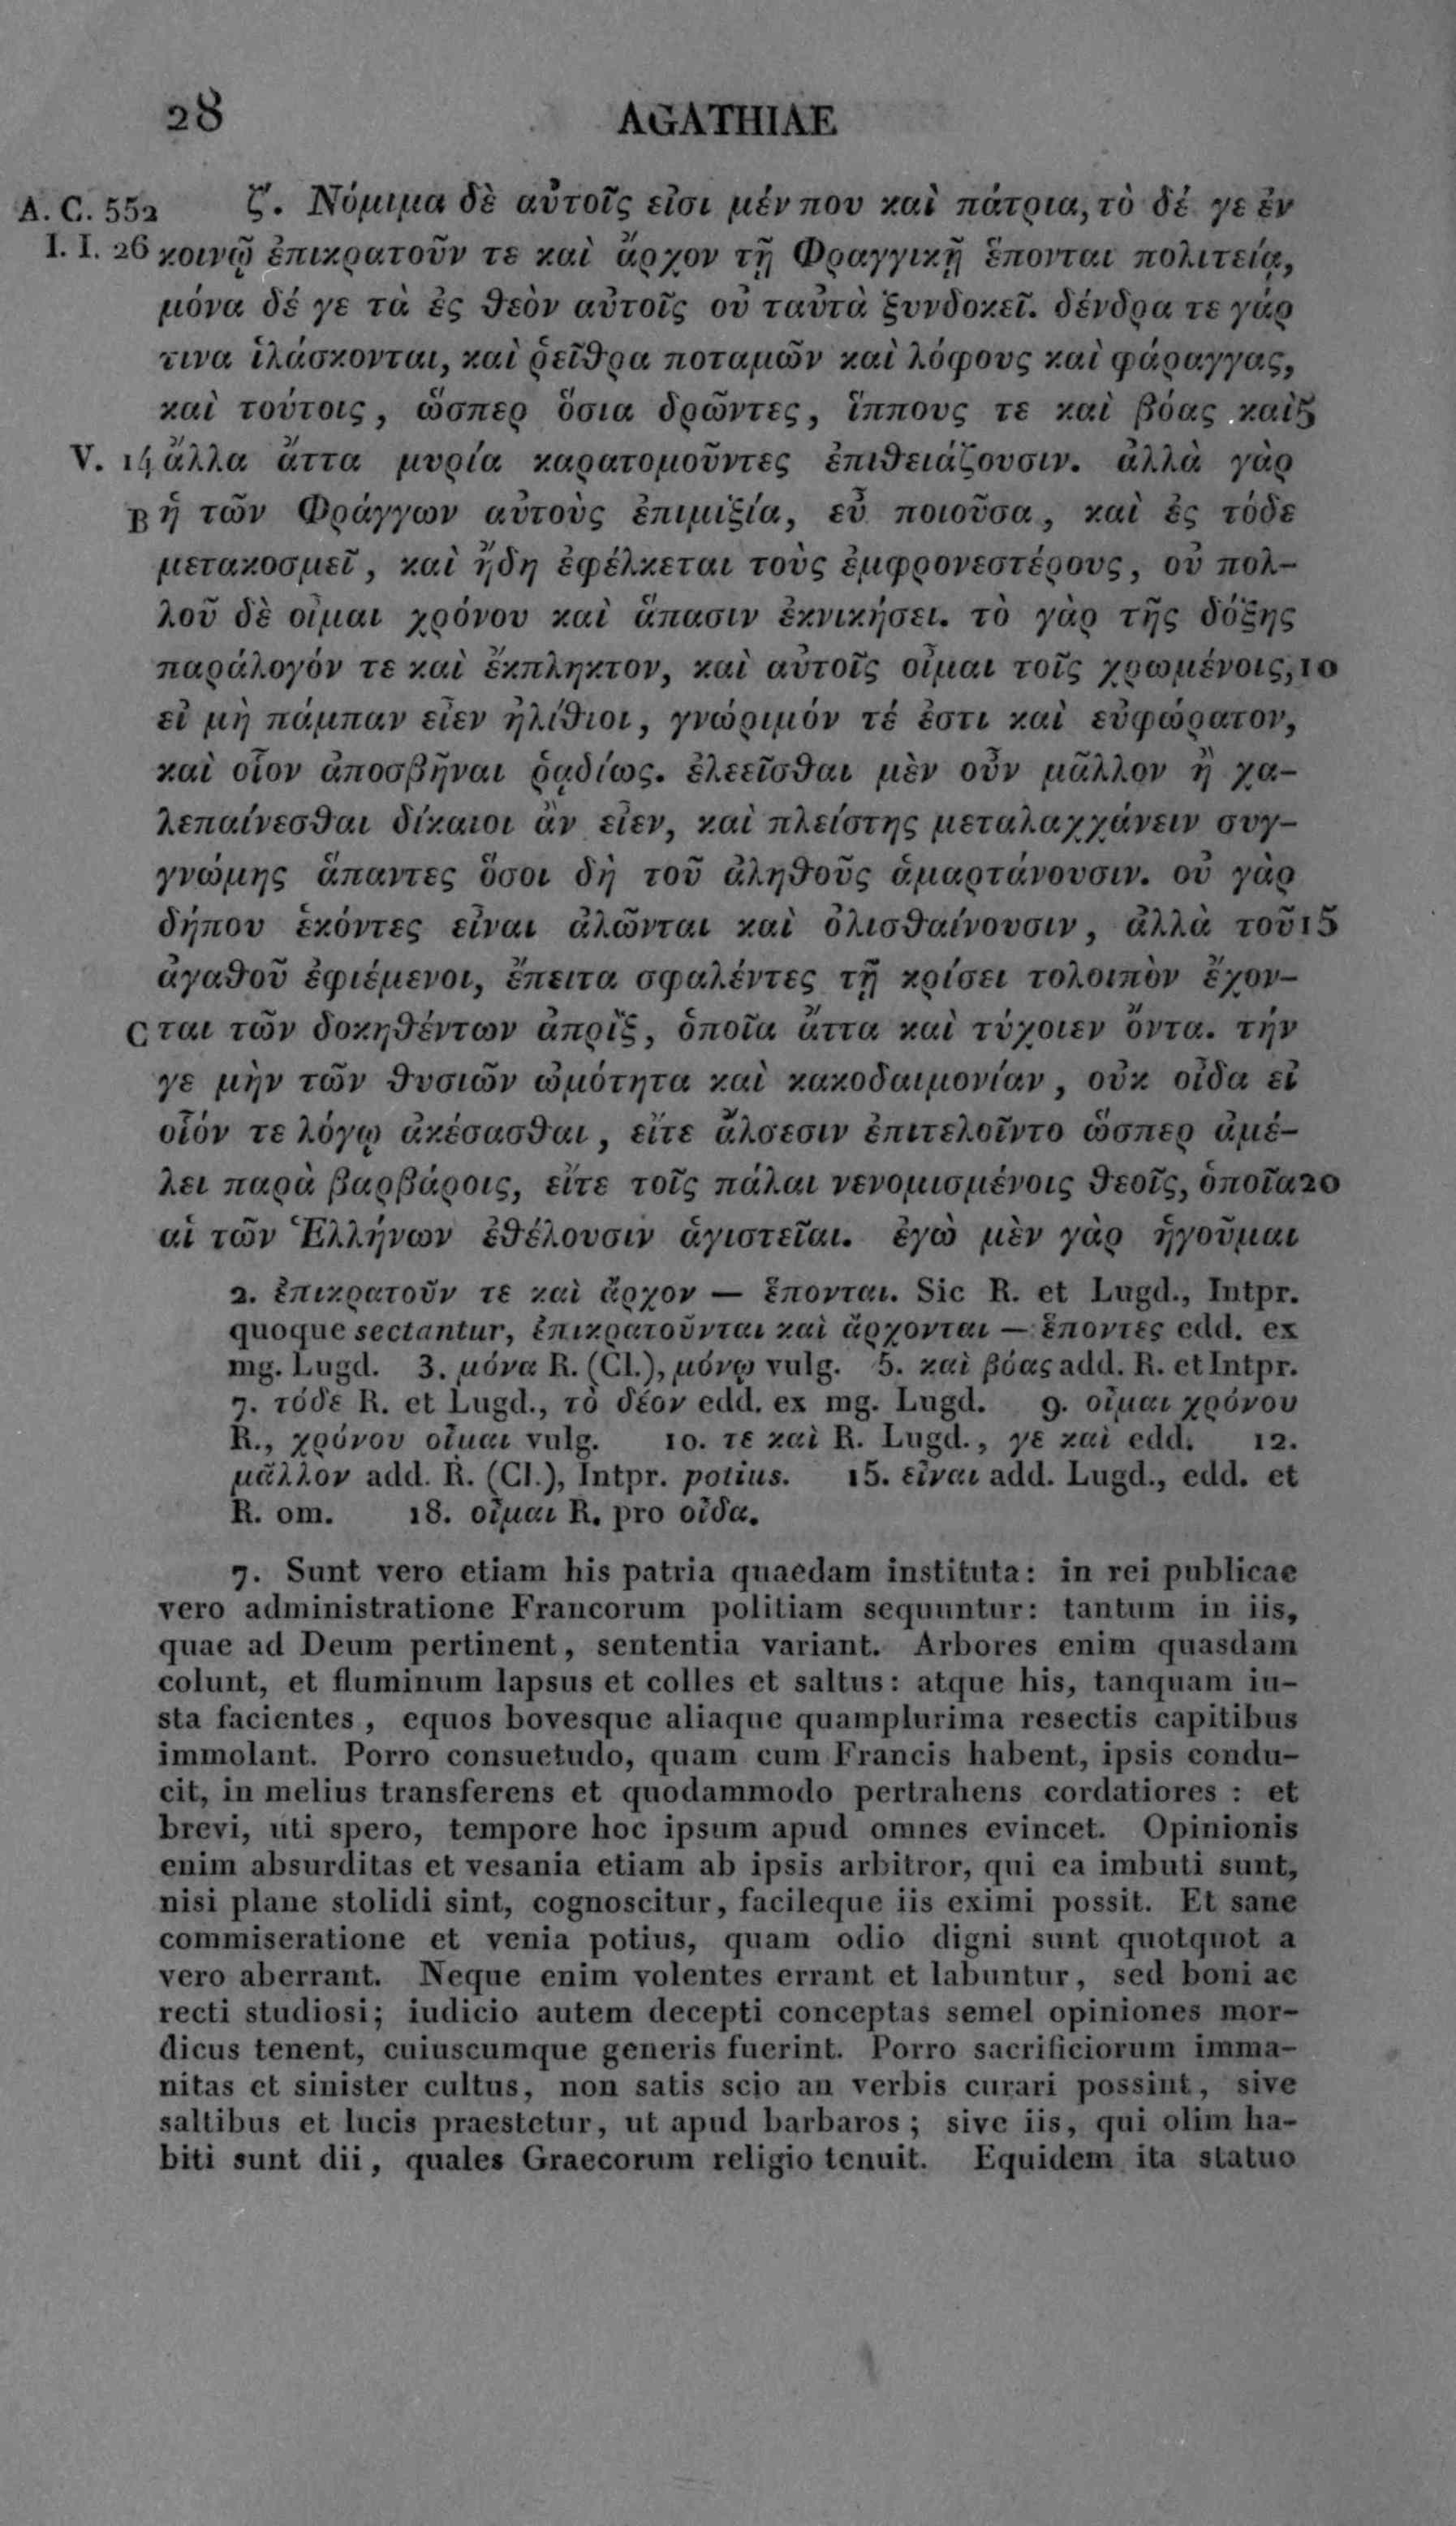 28 AGATHIAE
A. C. 552 ζ΄. Νόμιμα δὲ αὐτοῖς εἰσι μέν που καὶ πάτρια, τὸ δέ γε ἐν
I. I. 26 κοινῷ ἐπικρατοῦν τε καὶ ἄρχον τῇ Φραγγικῇ ἕπονται πολιτείᾳ,
μόνα δέ γε τὰ ἐς θεὸν αὐτοῖς οὐ ταὐτὰ ξυνδοκεῖ. δένδρα τε γάρ
τινα ἱλάσκονται, καὶ ῥεῖθρα ποταμῶν καὶ λόφους καὶ φάραγγας,
καὶ τούτοις, ὥσπερ ὅσια δρῶντες, ἵππους τε καὶ βόας καὶ 5
V. 14 ἄλλα ἄττα μυρία καρατομοῦντες ἐπιθειάζουσιν. ἀλλὰ γὰρ
B ἡ τῶν Φράγγων αὐτοὺς ἐπιμιξία, εὖ ποιοῦσα, καὶ ἐς τόδε
μετακοσμεῖ, καὶ ἤδη ἐφέλκεται τοὺς ἐμφρονεστέρους, οὐ πολ-
λοῦ δὲ οἶμαι χρόνου καὶ ἅπασιν ἐκνικήσει. τὸ γὰρ τῆς δόξης
παράλογόν τε καὶ ἔκπληκτον, καὶ αὐτοῖς οἶμαι τοῖς χρωμένοις, 10
εἰ μὴ πάμπαν εἶεν ἠλίθιοι, γνώριμόν τέ ἐστι καὶ εὐφώρατον,
καὶ οἷον ἀποσβῆναι ῥᾳδίως. ἐλεεῖσθαι μὲν οὖν μᾶλλον ἢ χα-
λεπαίνεσθαι δίκαιοι ἂν εἶεν, καὶ πλείστης μεταλαχχάνειν συγ-
γνώμης ἅπαντες ὅσοι δὴ τοῦ ἀληθοῦς ἁμαρτάνουσιν. οὐ γὰρ
δήπου ἑκόντες εἶναι ἀλῶνται καὶ ὀλισθαίνουσιν, ἀλλὰ τοῦ 15
ἀγαθοῦ ἐφιέμενοι, ἔπειτα σφαλέντες τῇ κρίσει τολοιπὸν ἔχον-
C ται τῶν δοκηθέντων ἀπρὶξ, ὁποῖα ἄττα καὶ τύχοιεν ὄντα. τήν
γε μὴν τῶν θυσιῶν ὠμότητα καὶ κακοδαιμονίαν, οὐκ οἶδα εἰ
οἷόν τε λόγῳ ἀκέσασθαι, εἴτε ἄλσεσιν ἐπιτελοῖντο ὥσπερ ἀμέ-
λει παρὰ βαρβάροις, εἴτε τοῖς πάλαι νενομισμένοις θεοῖς, ὁποῖα 20
αἱ τῶν Ἑλλήνων ἐθέλουσιν ἁγιστεῖαι. ἐγὼ μὲν γὰρ ἡγοῦμαι
2. ἐπικρατοῦν τε καὶ ἄρχον — ἕπονται. Sic R. et Lugd., Intpr.
quoque sectantur, ἐπικρατοῦνται καὶ ἄρχονται — ἕποντες edd. ex
mg. Lugd. 3. μόνα R. (Cl.), μόνῳ vulg. 5. καὶ βόας add. R. et Intpr.
7. τόδε R. et Lugd., τὸ δέον edd. ex mg. Lugd. 9. οἶμαι χρόνου
R., χρόνου οἶμαι vulg. 10. τε καὶ R. Lugd., γε καὶ edd. 12.
μᾶλλον add. R. (Cl.), Intpr. potius. 15. εἶναι add. Lugd., edd. et
R. om. 18. οἶμαι R. pro οἶδα.
7. Sunt vero etiam his patria quaedam instituta: in rei publicae
vero administratione Francorum politiam sequuntur: tantum in iis,
quae ad Deum pertinent, sententia variant. Arbores enim quasdam
colunt, et fluminum lapsus et colles et saltus: atque his, tanquam iu-
sta facientes, equos bovesque aliaque quamplurima resectis capitibus
immolant. Porro consuetudo, quam cum Francis habent, ipsis condu-
cit, in melius transferens et quodammodo pertrahens cordatiores: et
brevi, uti spero, tempore hoc ipsum apud omnes evincet. Opinionis
enim absurditas et vesania etiam ab ipsis arbitror, qui ea imbuti sunt,
nisi plane stolidi sint, cognoscitur, facileque iis eximi possit. Et sane
commiseratione et venia potius, quam odio digni sunt quotquot a
vero aberrant. Neque enim volentes errant et labuntur, sed boni ac
recti studiosi; iudicio autem decepti conceptas semel opiniones mor-
dicus tenent, cuiuscumque generis fuerint. Porro sacrificiorum imma-
nitas et sinister cultus, non satis scio an verbis curari possint, sive
saltibus et lucis praestetur, ut apud barbaros; sive iis, qui olim ha-
biti sunt dii, quales Graecorum religio tenuit. Equidem ita statuo